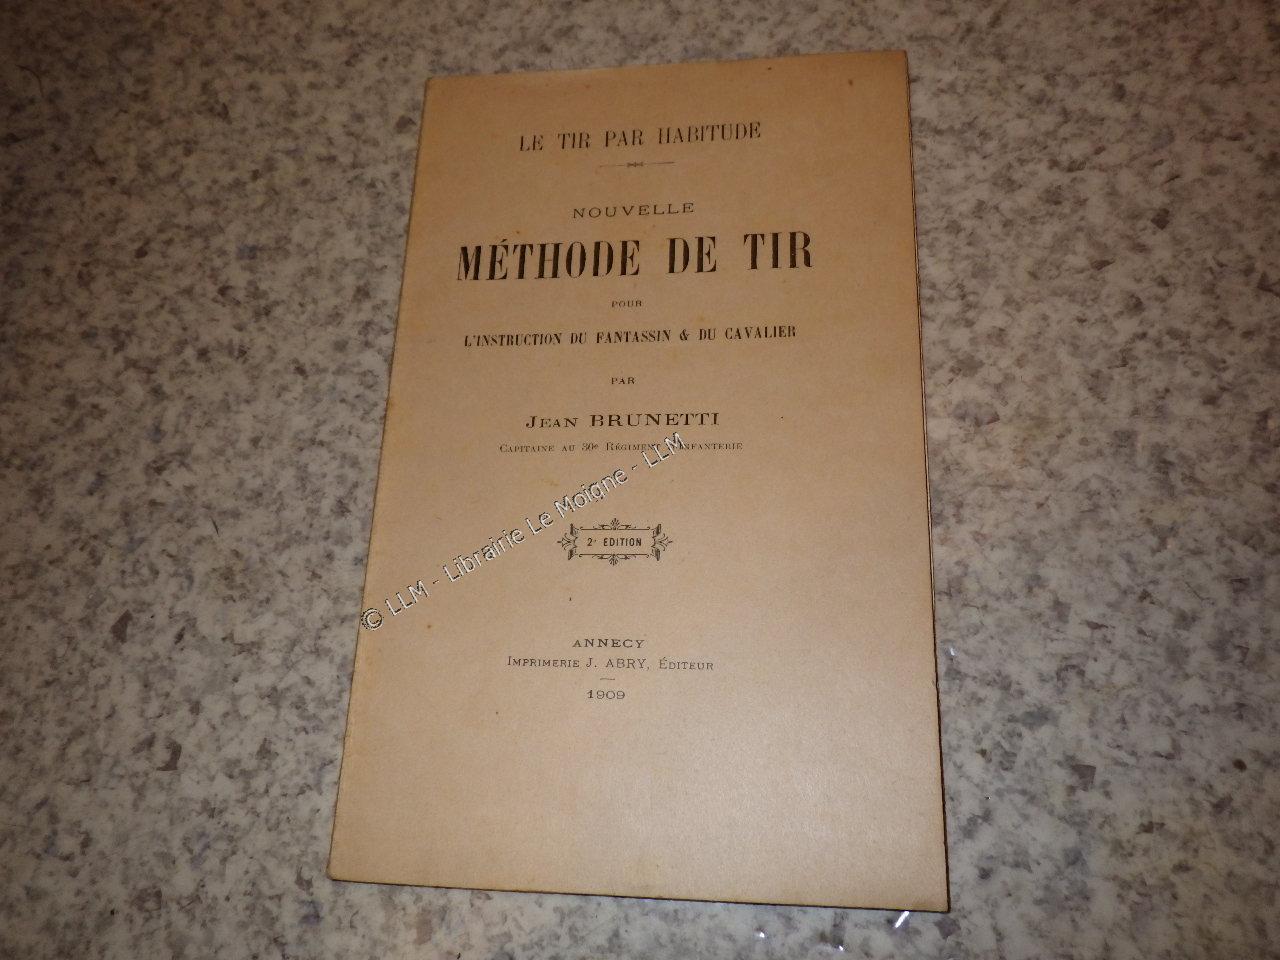 LE TIR PAR HABITUDE
NOUVELLE
MÉTHODE DE TIR
POUR
L'INSTRUCTION DU FANTASSIN & DU CAVALIER
PAR
JEAN BRUNETTI
CAPITAINE AU 30e RÉGIMENT D'INFANTERIE
© LLM - Librairie Le Moigne - LLM
2e EDITION
ANNECY
IMPRIMERIE J. ABRY, ÉDITEUR
1909